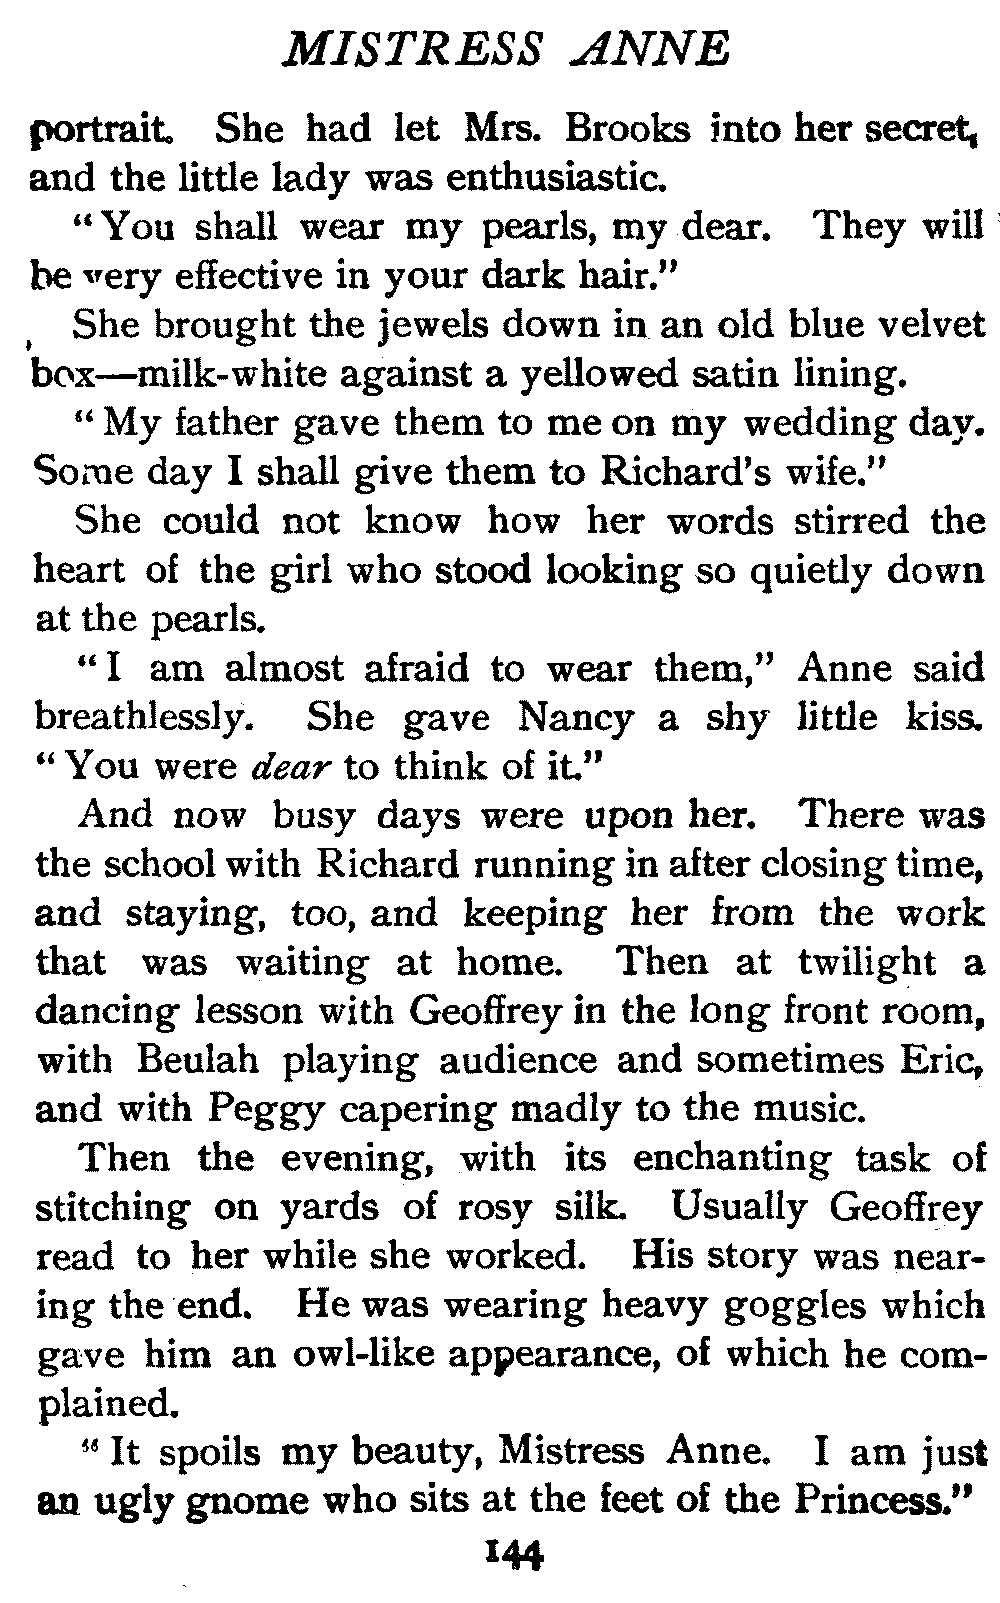 MISTRESS ANNE
portrait. She had let Mrs. Brooks into her secret,
and the little lady was enthusiastic.
"You shall wear my pearls, my dear. They will
be very effective in your dark hair."
She brought the jewels down in an old blue velvet
box—milk-white against a yellowed satin lining.
"My father gave them to me on my wedding day.
Some day I shall give them to Richard's wife."
She could not know how her words stirred the
heart of the girl who stood looking so quietly down
at the pearls.
"I am almost afraid to wear them," Anne said
breathlessly. She gave Nancy a shy little kiss.
"You were dear to think of it."
And now busy days were upon her. There was
the school with Richard running in after closing time,
and staying, too, and keeping her from the work
that was waiting at home. Then at twilight a
dancing lesson with Geoffrey in the long front room,
with Beulah playing audience and sometimes Eric,
and with Peggy capering madly to the music.
Then the evening, with its enchanting task of
stitching on yards of rosy silk. Usually Geoffrey
read to her while she worked. His story was near-
ing the end. He was wearing heavy goggles which
gave him an owl-like appearance, of which he com-
plained.
"It spoils my beauty, Mistress Anne. I am just
an ugly gnome who sits at the feet of the Princess."
144